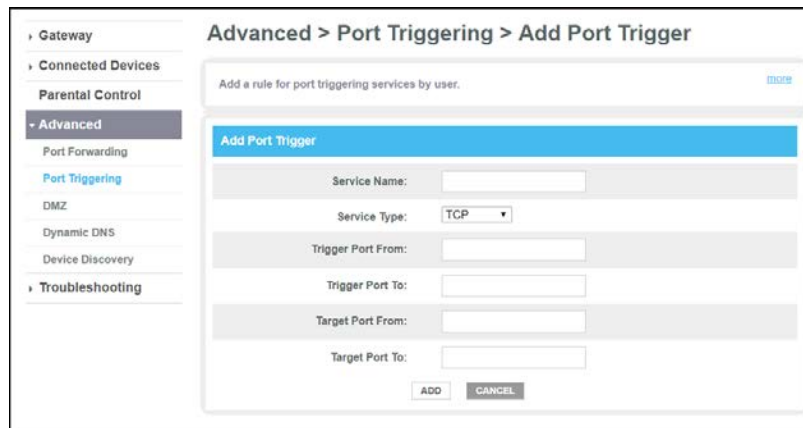 Gateway
Connected Devices
Parental Control
Advanced
Port Forwarding
Port Triggering
DMZ
Dynamic DNS
Device Discovery
Troubleshooting
Advanced > Port Triggering > Add Port Trigger
Add a rule for port triggering services by user.
more
Add Port Trigger
Service Name:
Service Type: TCP
Trigger Port From:
Trigger Port To:
Target Port From:
Target Port To:
ADD CANCEL